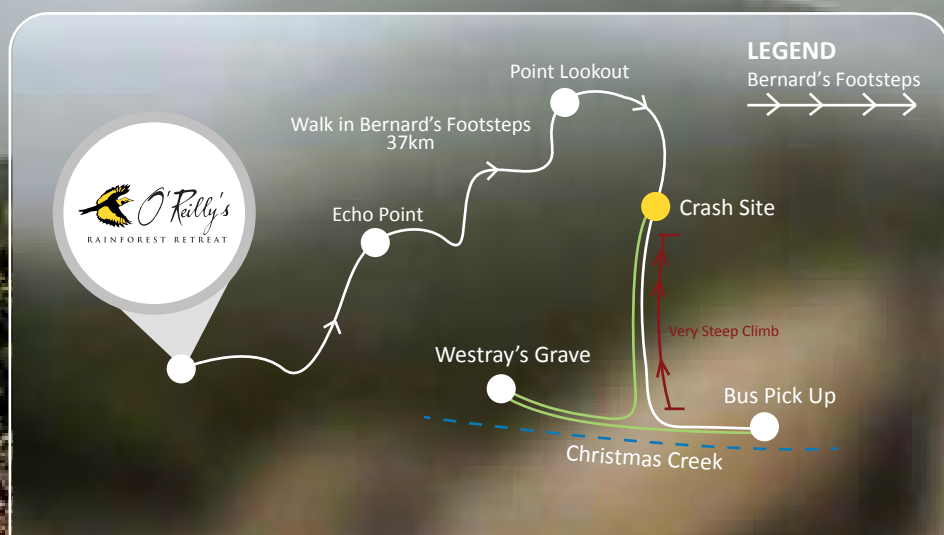 LEGEND
Bernard's Footsteps
Point Lookout
Walk in Bernard's Footsteps
37km
O'Reilly's
RAINFOREST RETREAT
Echo Point
Crash Site
Very Steep Climb
Westray's Grave
Bus Pick Up
Christmas Creek